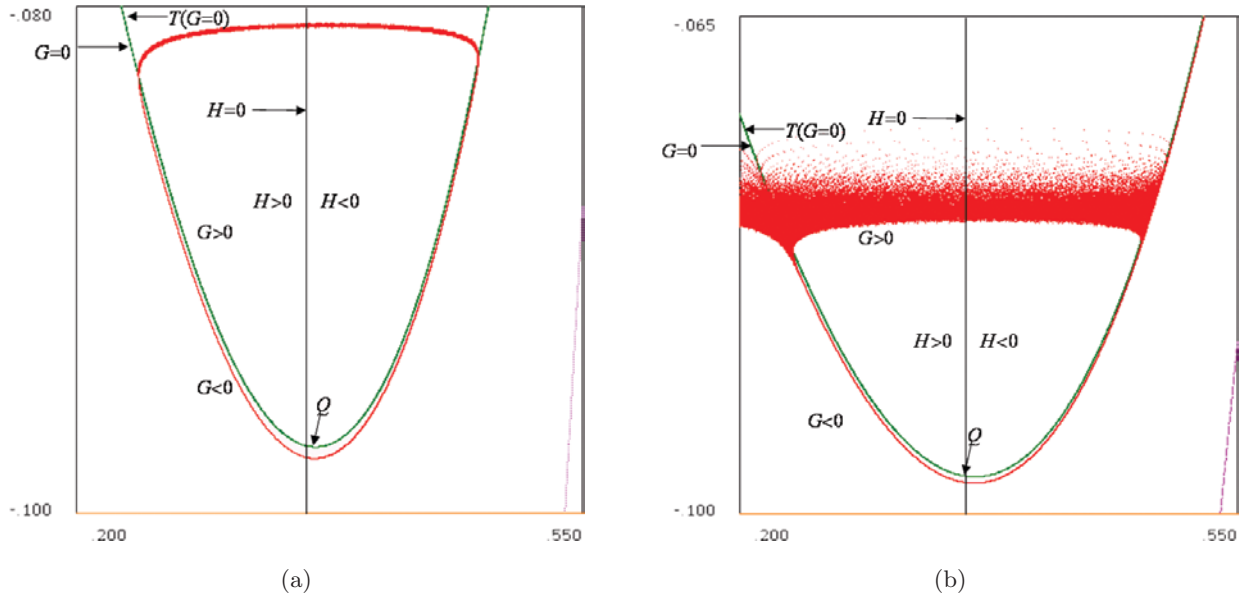 -.080
T(G=0)
G=0
H=0
H>0 H<0
G>0
G<0
Q
-.100
.200 .550
(a)
-.065
H=0
T(G=0)
G=0
G>0
H>0 H<0
G<0
Q
-.100
.200 .550
(b)